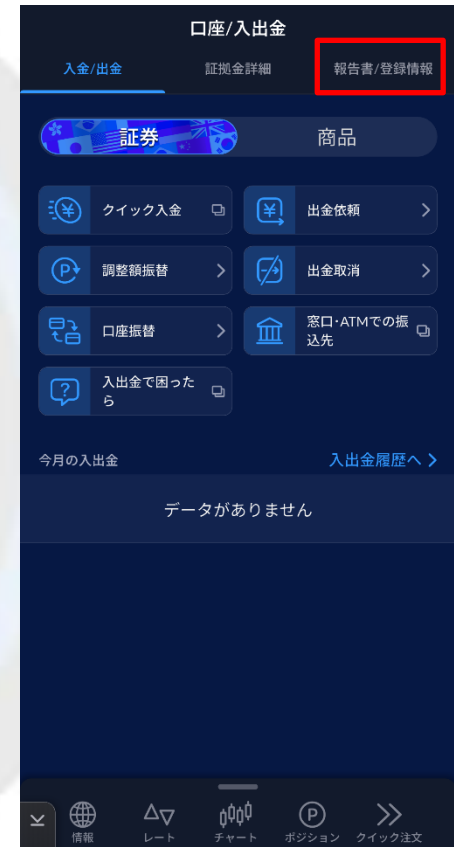 口座/入出金
入金/出金
証拠金詳細
報告書/登録情報
証券
商品
クイック入金
出金依頼
調整額振替
出金取消
口座振替
窓口･ATMでの振
込先
入出金で困った
ら
今月の入出金
入出金履歴へ
データがありません
情報
レート
チャート
ポジション
クイック注文